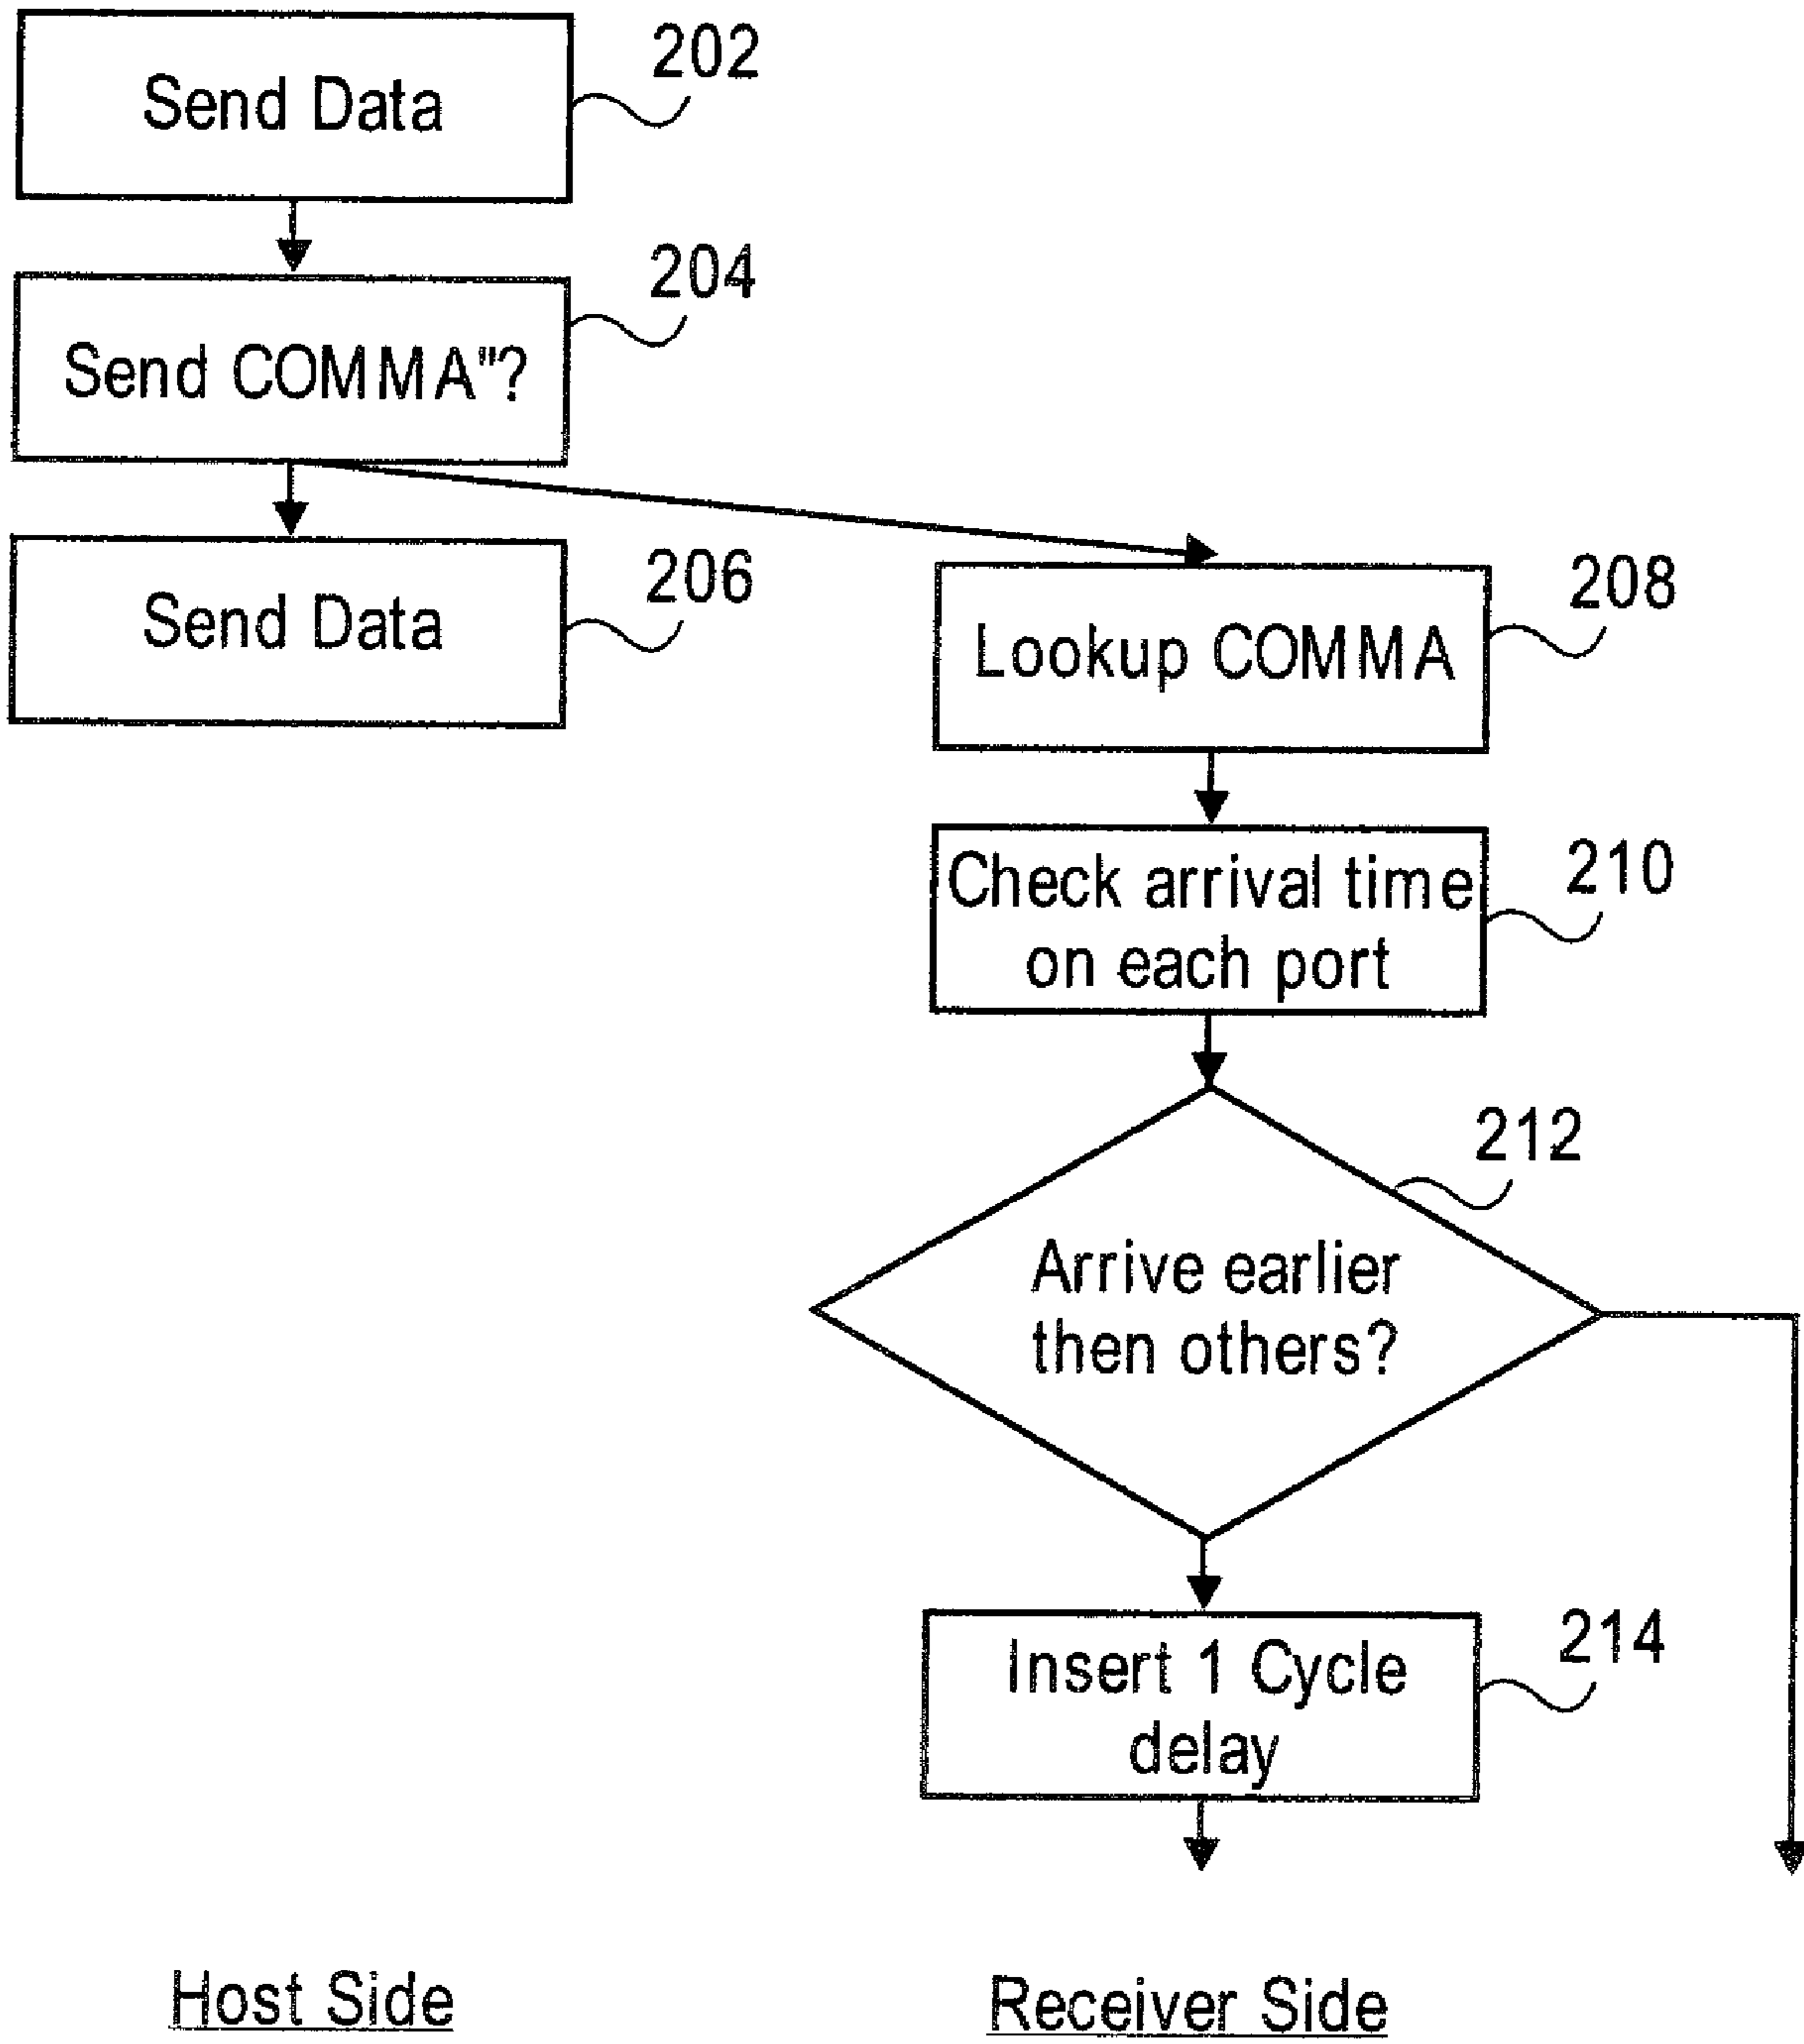 Send Data
202
Send COMMA"?
204
Send Data
206
Lookup COMMA
208
Check arrival time
on each port
210
Arrive earlier
then others?
212
Insert 1 Cycle
delay
214
Host Side
Receiver Side